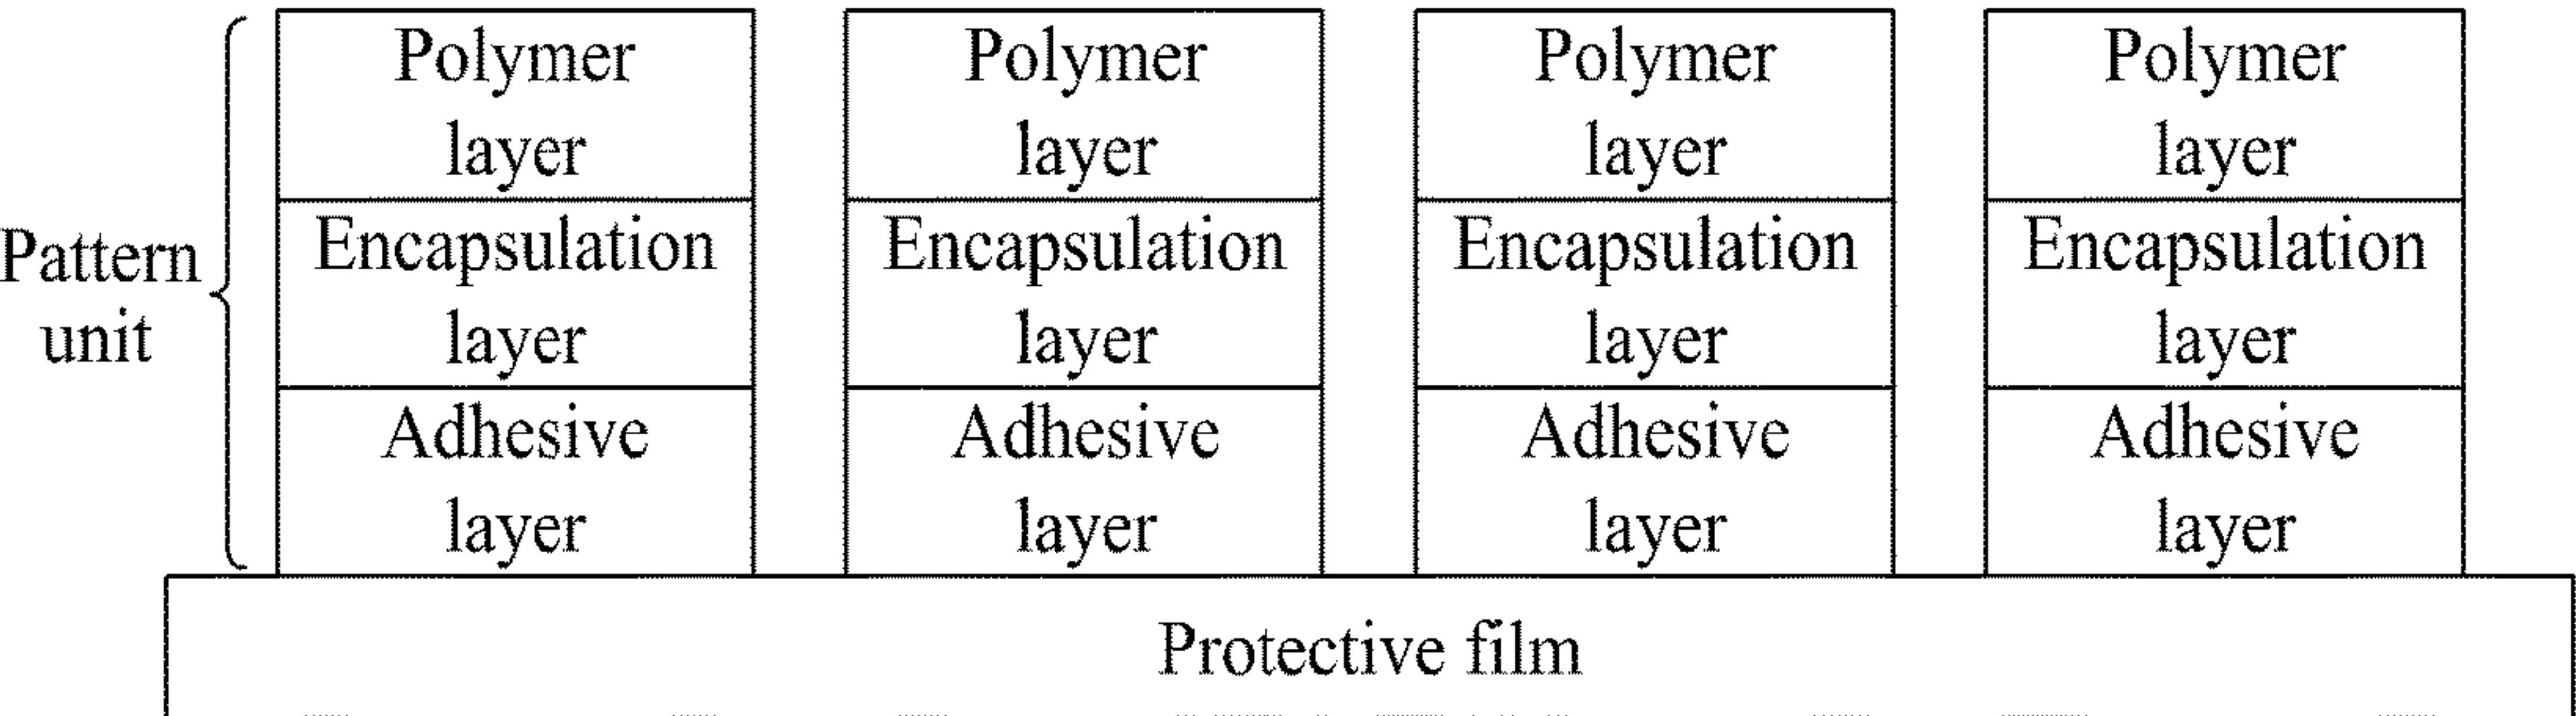 Polymer
layer
Polymer
layer
Polymer
layer
Polymer
layer
Pattern
unit
Encapsulation
layer
Encapsulation
layer
Encapsulation
layer
Encapsulation
layer
Adhesive
layer
Adhesive
layer
Adhesive
layer
Adhesive
layer
Protective film